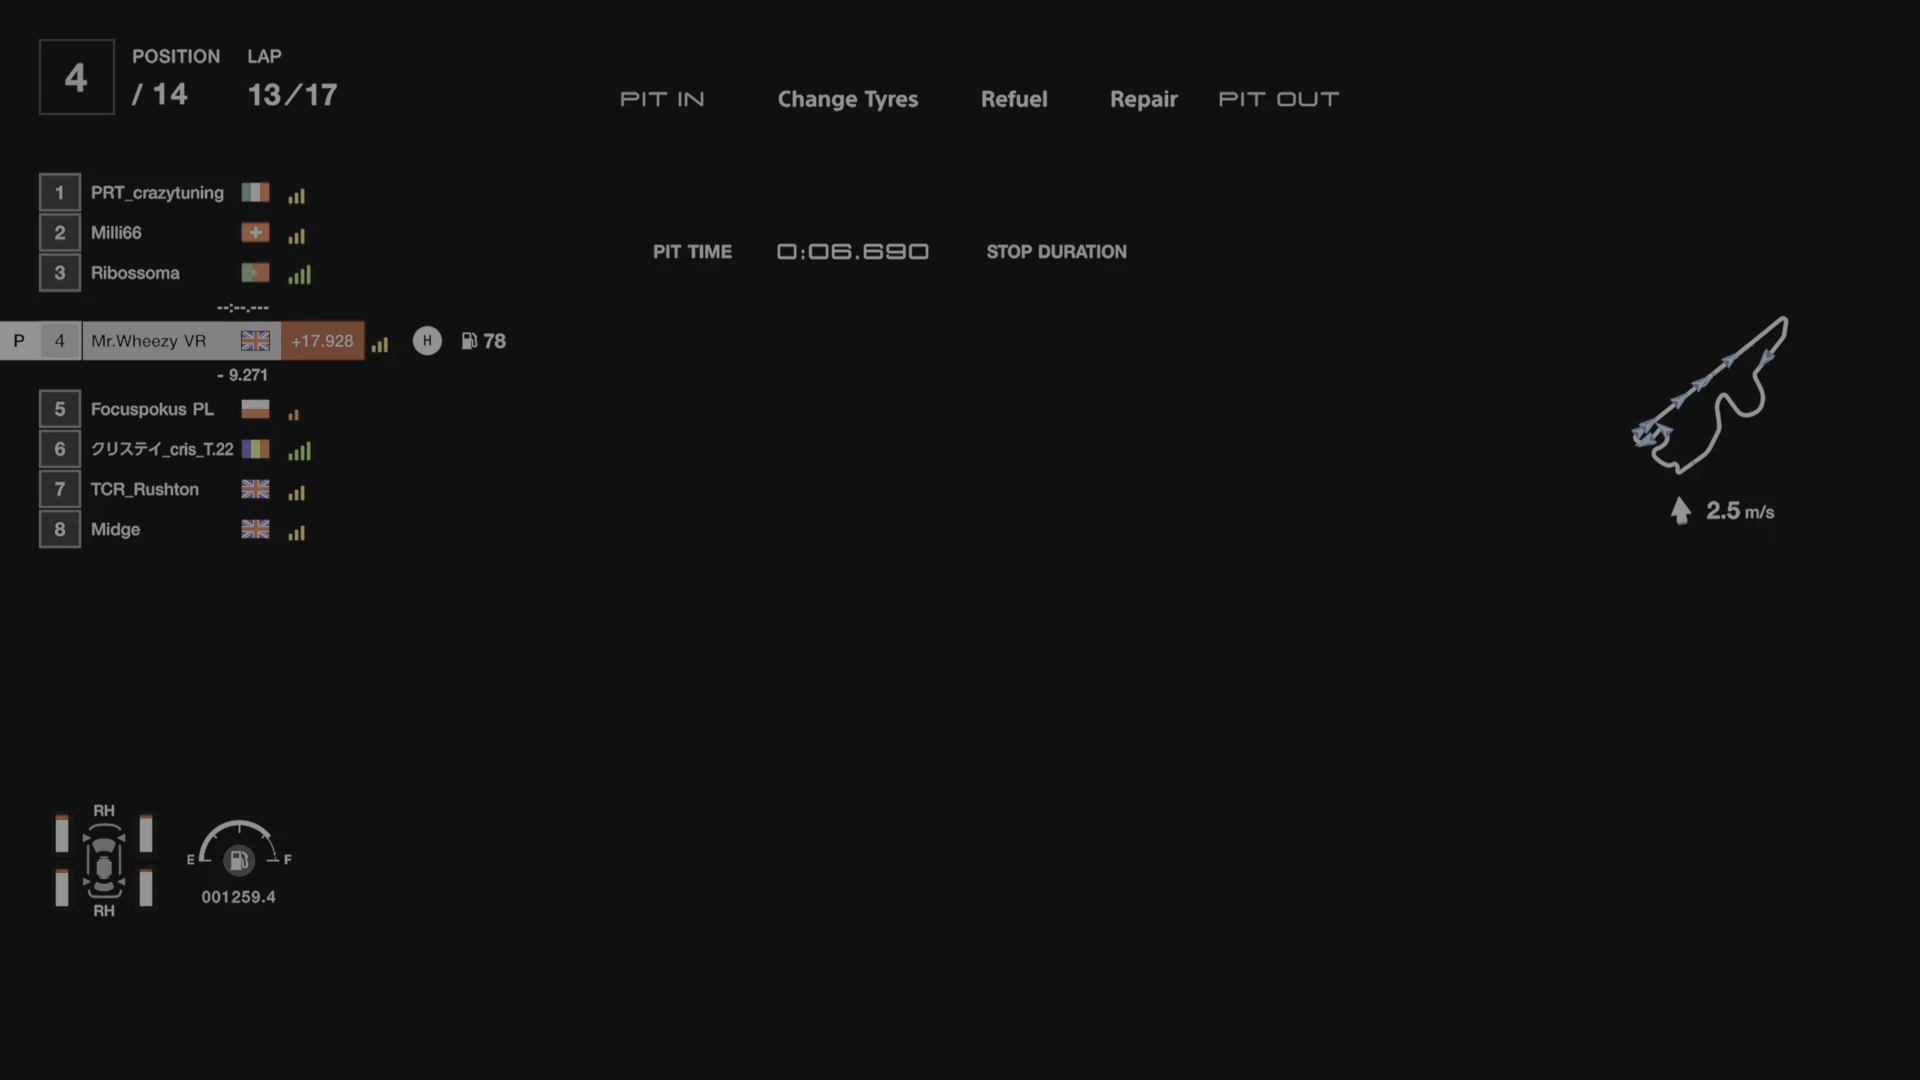 4 POSITION LAP
/ 14 13/17
PIT IN Change Tyres Refuel Repair PIT OUT
1 PRT_crazytuning
2 Milli66
3 Ribossoma
--:--.---
P 4 Mr.Wheezy VR +17.928 H 78
- 9.271
5 Focuspokus PL
6 クリステイ_cris_T.22
7 TCR_Rushton
8 Midge
PIT TIME 0:06.690 STOP DURATION
2.5 m/s
RH
RH
E F
001259.4